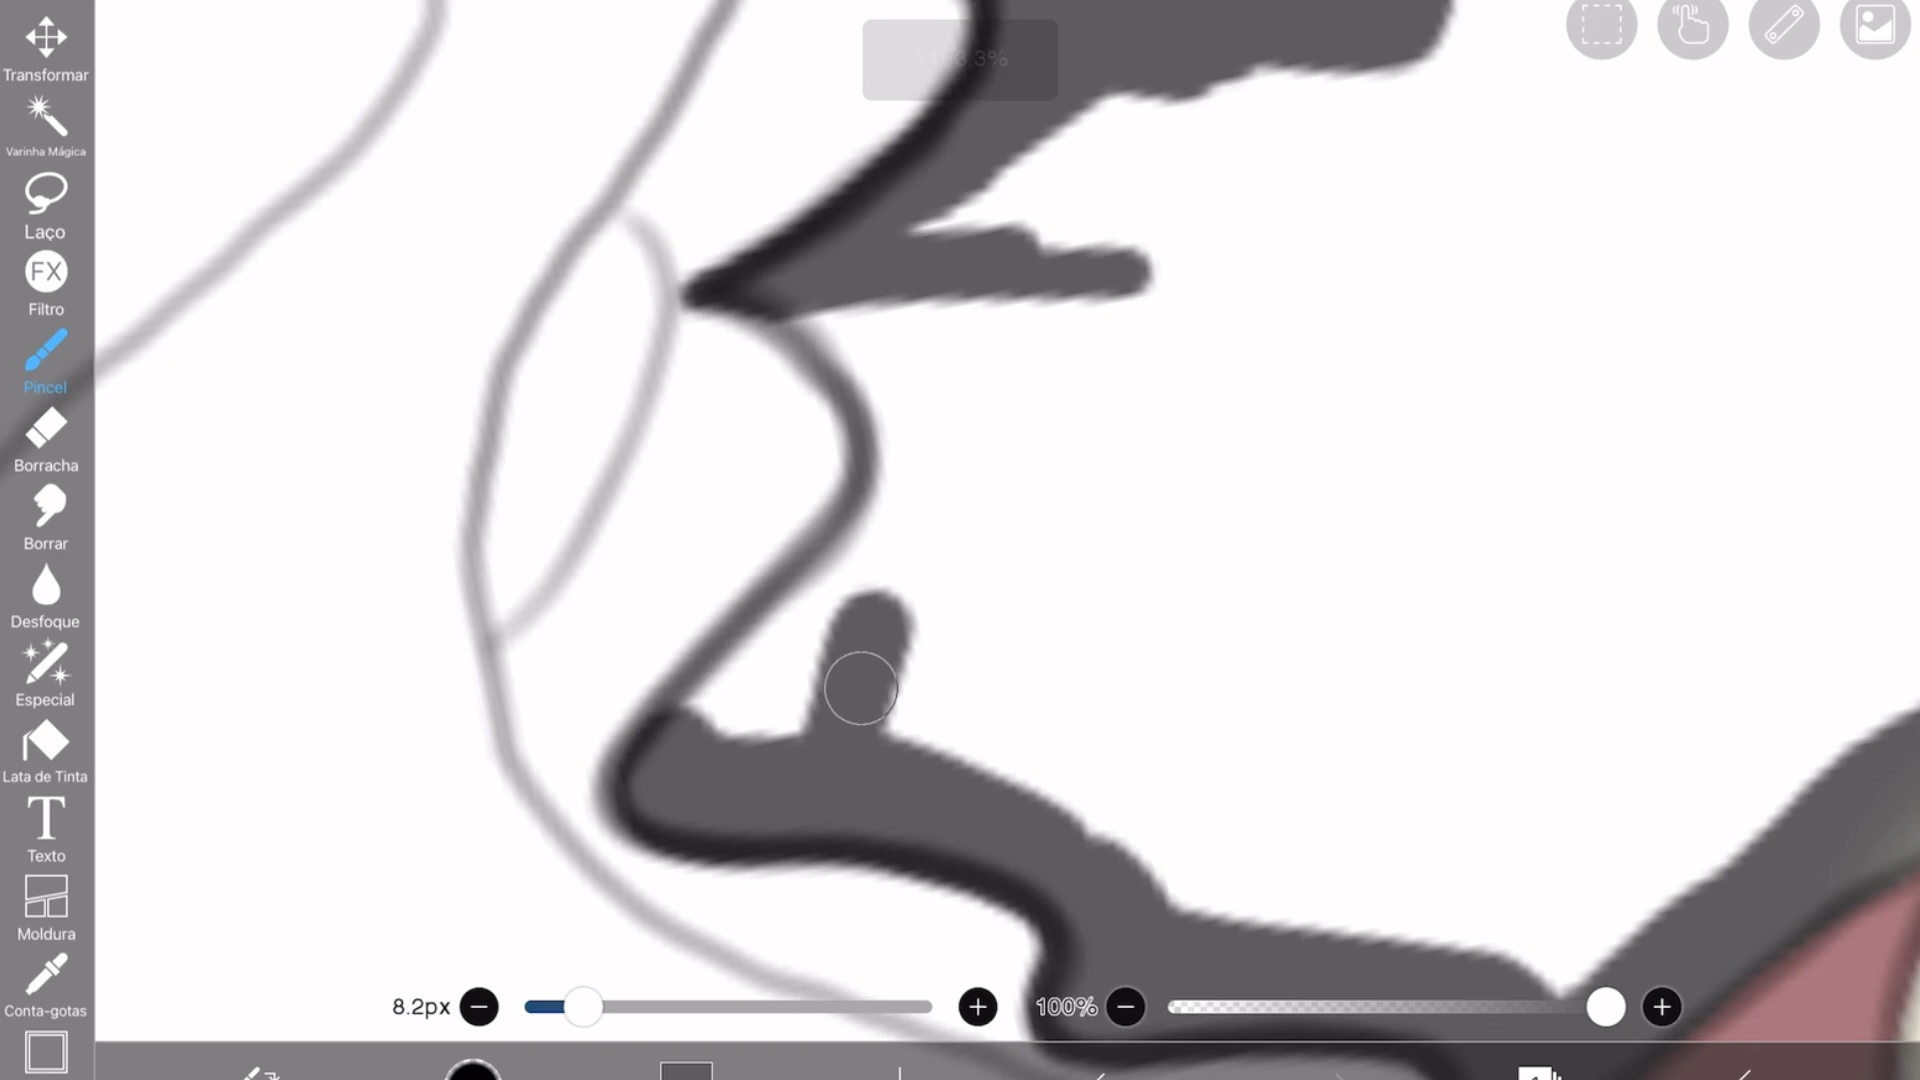 Transformar
Varinha Mágica
Laço
FX
Filtro
Pincel
Borracha
Borrar
Desfoque
Especial
Lata de Tinta
T
Texto
Moldura
Conta-gotas
8.2px
100%